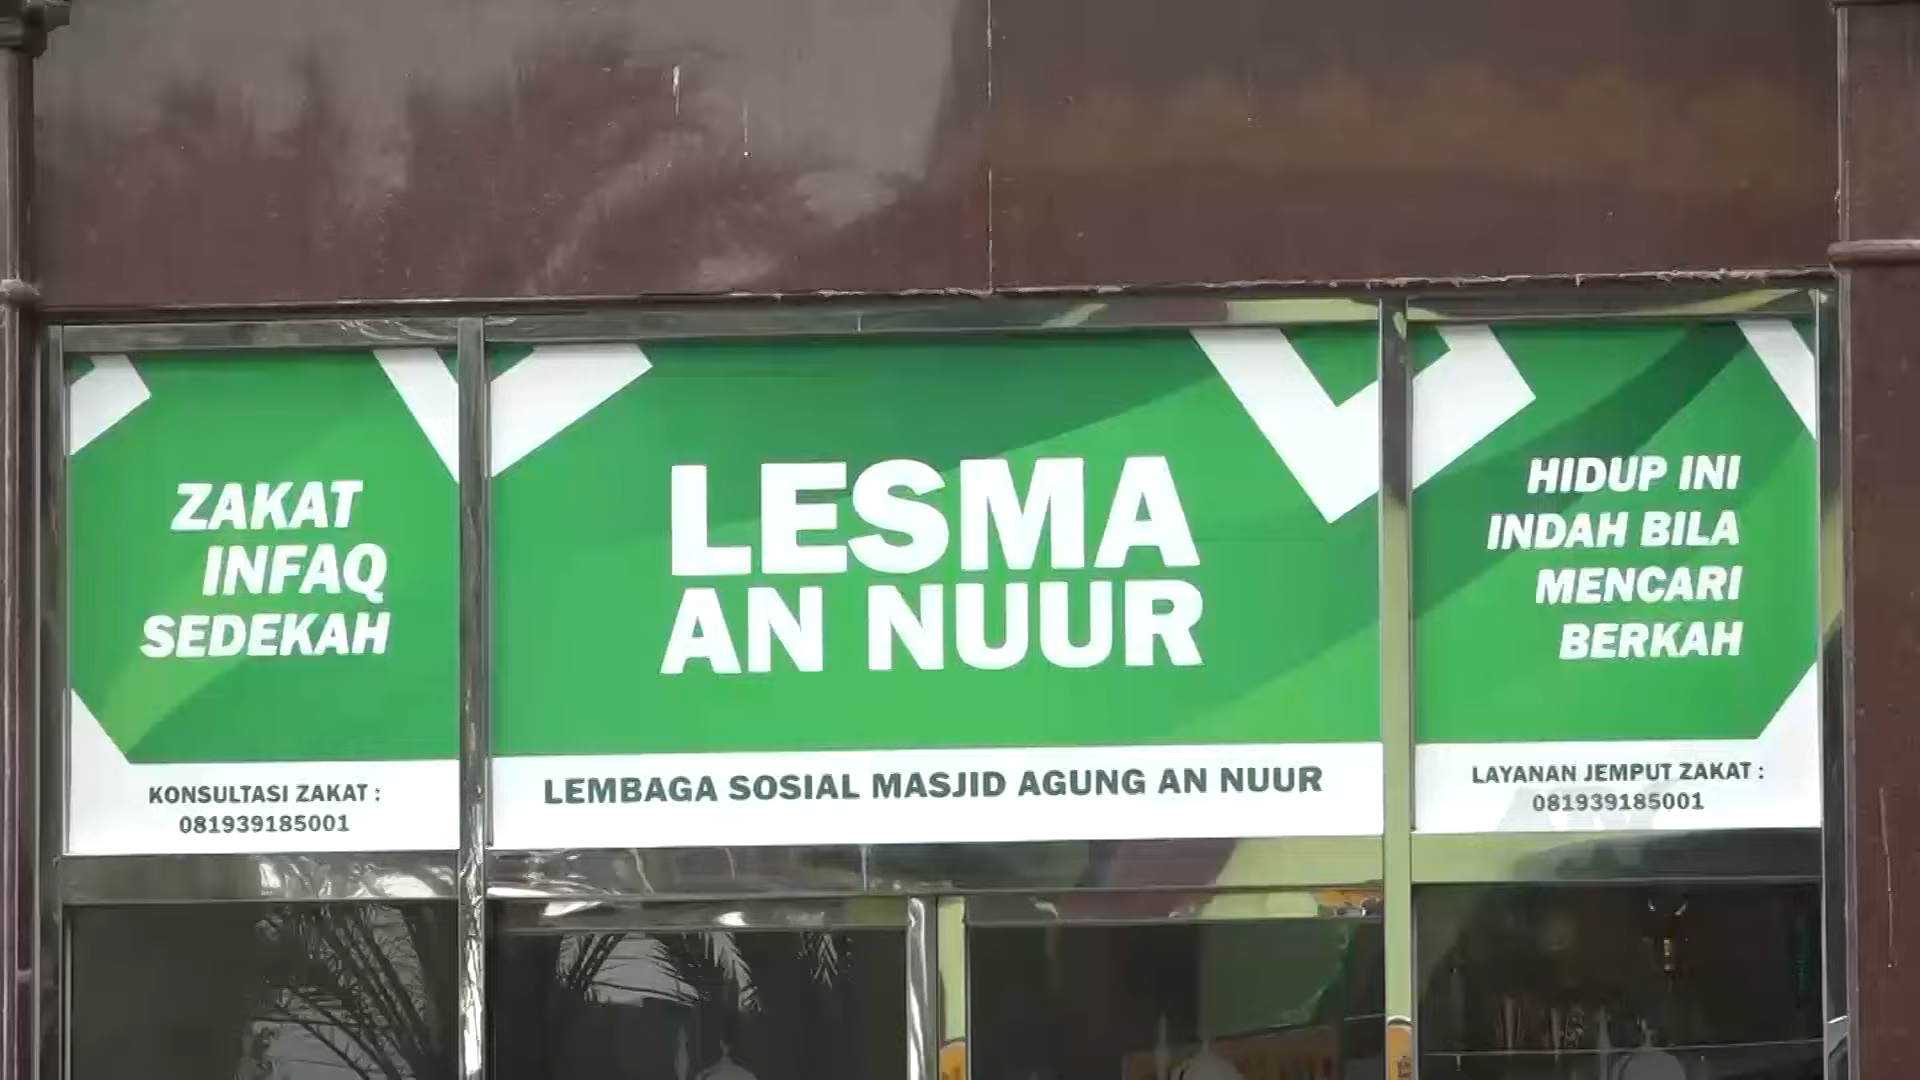 ZAKAT
INFAQ
SEDEKAH
KONSULTASI ZAKAT :
081939185001
LESMA
AN NUUR
LEMBAGA SOSIAL MASJID AGUNG AN NUUR
HIDUP INI
INDAH BILA
MENCARI
BERKAH
LAYANAN JEMPUT ZAKAT :
081939185001